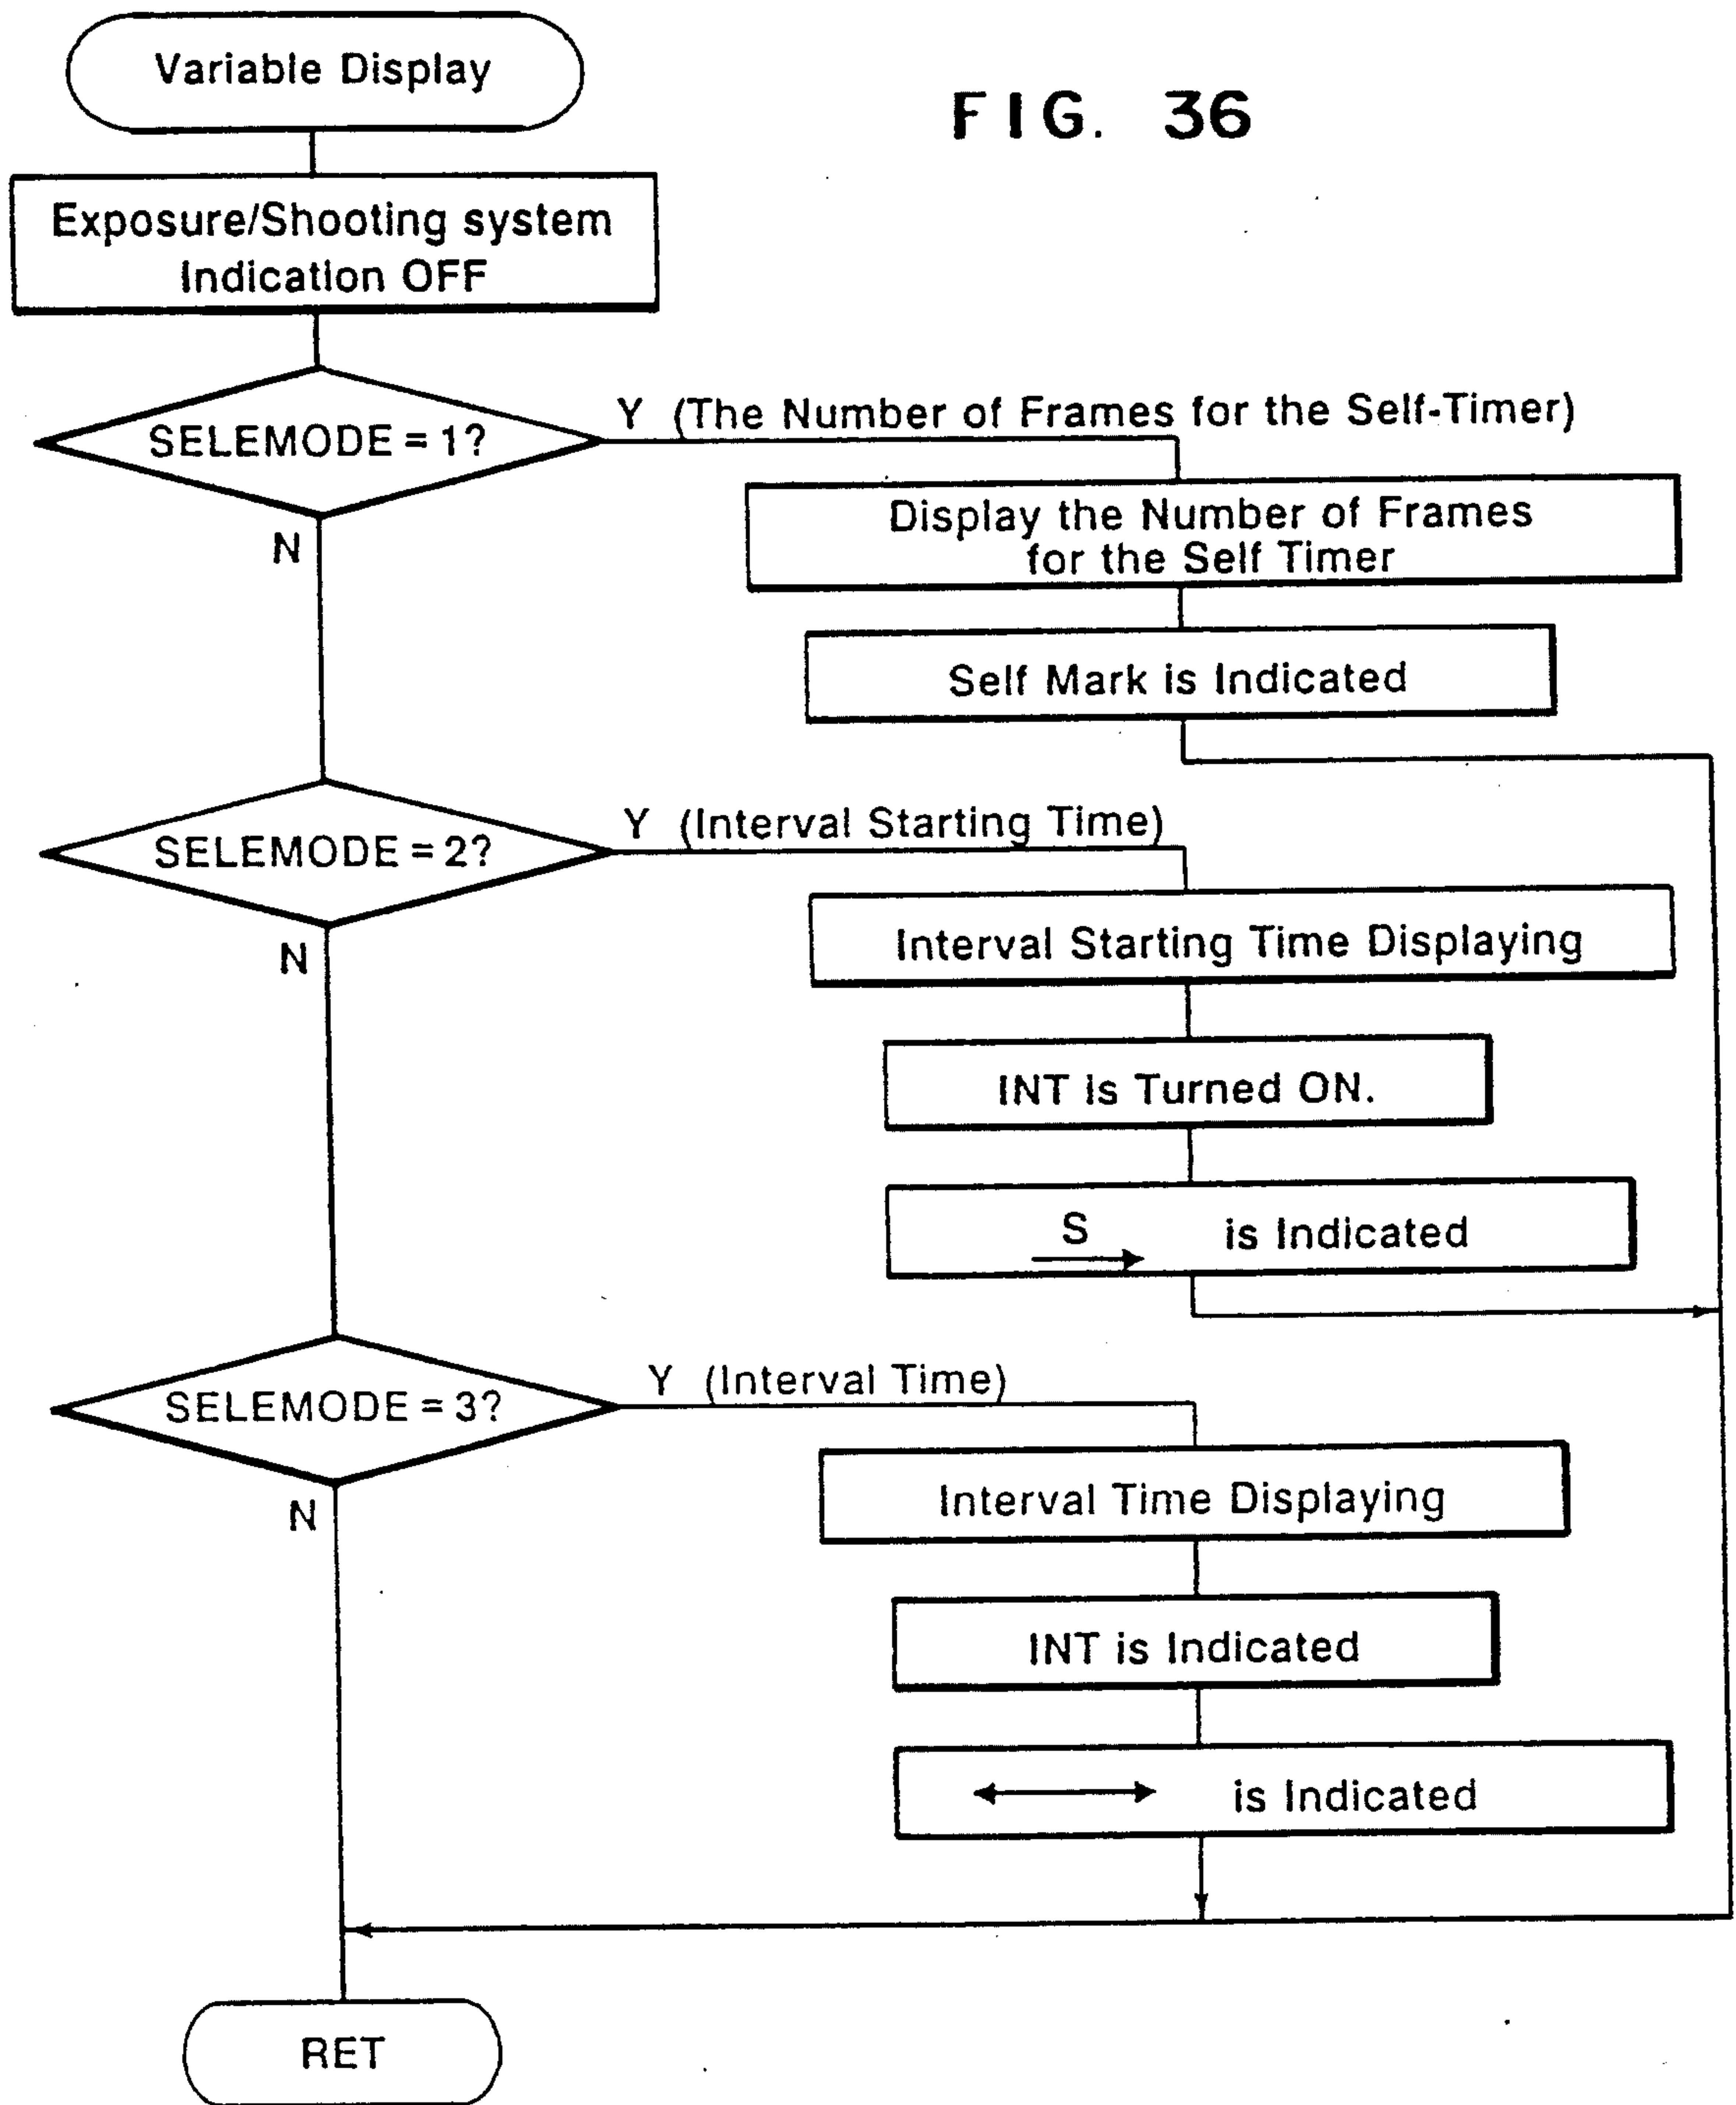 Variable Display
FIG. 36
Exposure/Shooting system
Indication OFF
SELEMODE = 1?
Y (The Number of Frames for the Self-Timer)
N
Display the Number of Frames
for the Self Timer
Self Mark is Indicated
SELEMODE = 2?
Y (Interval Starting Time)
N
Interval Starting Time Displaying
INT is Turned ON.
S is Indicated
SELEMODE = 3?
Y (Interval Time)
N
Interval Time Displaying
INT is Indicated
is Indicated
RET